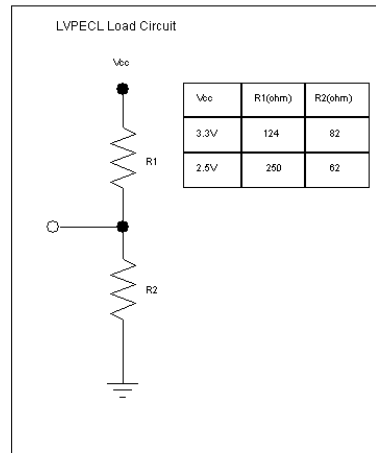 LVPECL Load Circuit
Vcc
R1
R2
Vcc R1(ohm) R2(ohm)
3.3V 124 82
2.5V 250 62